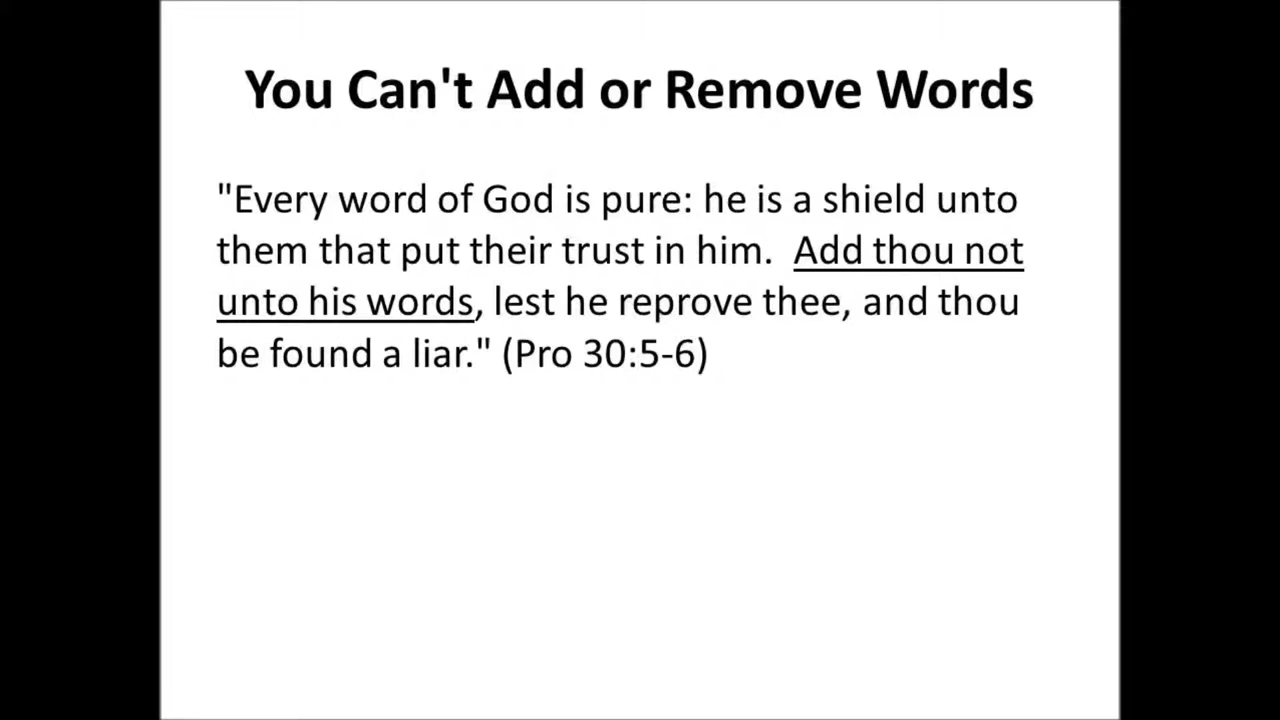 You Can't Add or Remove Words
"Every word of God is pure: he is a shield unto
them that put their trust in him.  Add thou not
unto his words, lest he reprove thee, and thou
be found a liar." (Pro 30:5-6)